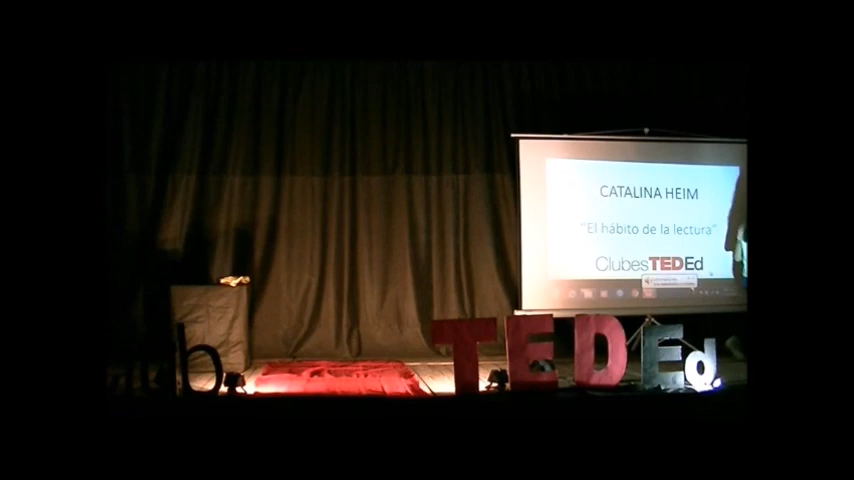 CATALINA HEIM
“El hábito de la lectura”
ClubesTEDEd
b TEDEd